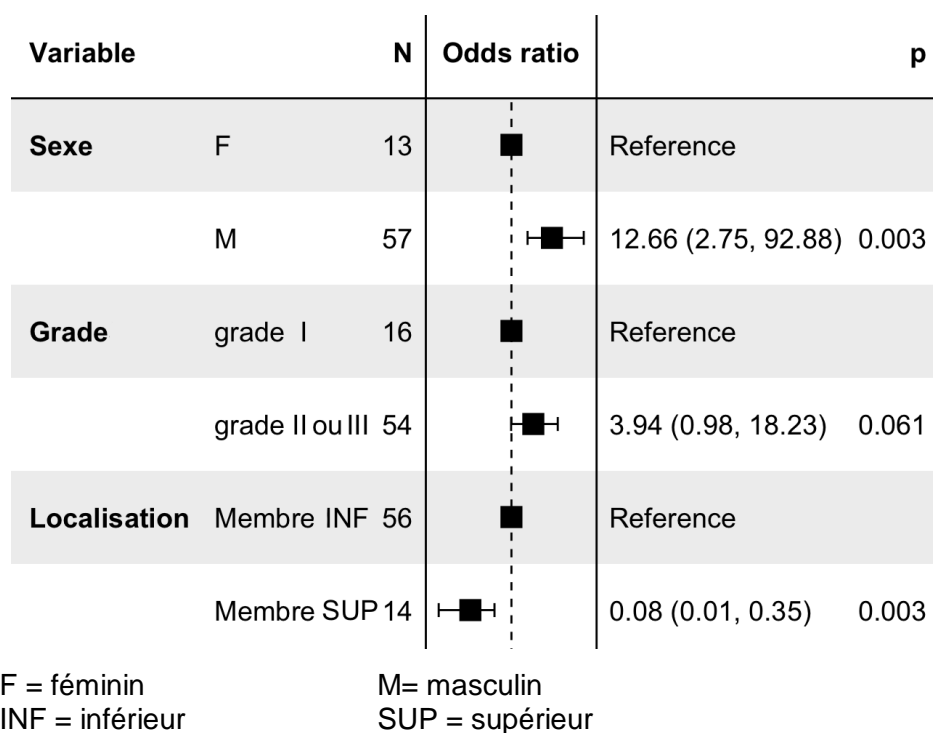 Variable N Odds ratio p
Sexe F 13 Reference
M 57 12.66 (2.75, 92.88) 0.003
Grade grade I 16 Reference
grade II ou III 54 3.94 (0.98, 18.23) 0.061
Localisation Membre INF 56 Reference
Membre SUP 14 0.08 (0.01, 0.35) 0.003
F = féminin M= masculin
INF = inférieur SUP = supérieur